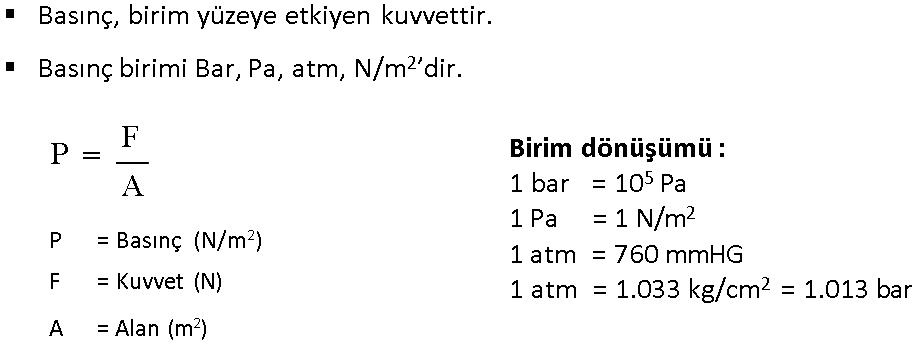 ▪ Basınç, birim yüzeye etkiyen kuvvettir.
▪ Basınç birimi Bar, Pa, atm, N/m²'dir.
P = F/A
P = Basınç (N/m²)
F = Kuvvet (N)
A = Alan (m²)
Birim dönüşümü :
1 bar = 10⁵ Pa
1 Pa = 1 N/m²
1 atm = 760 mmHG
1 atm = 1.033 kg/cm² = 1.013 bar